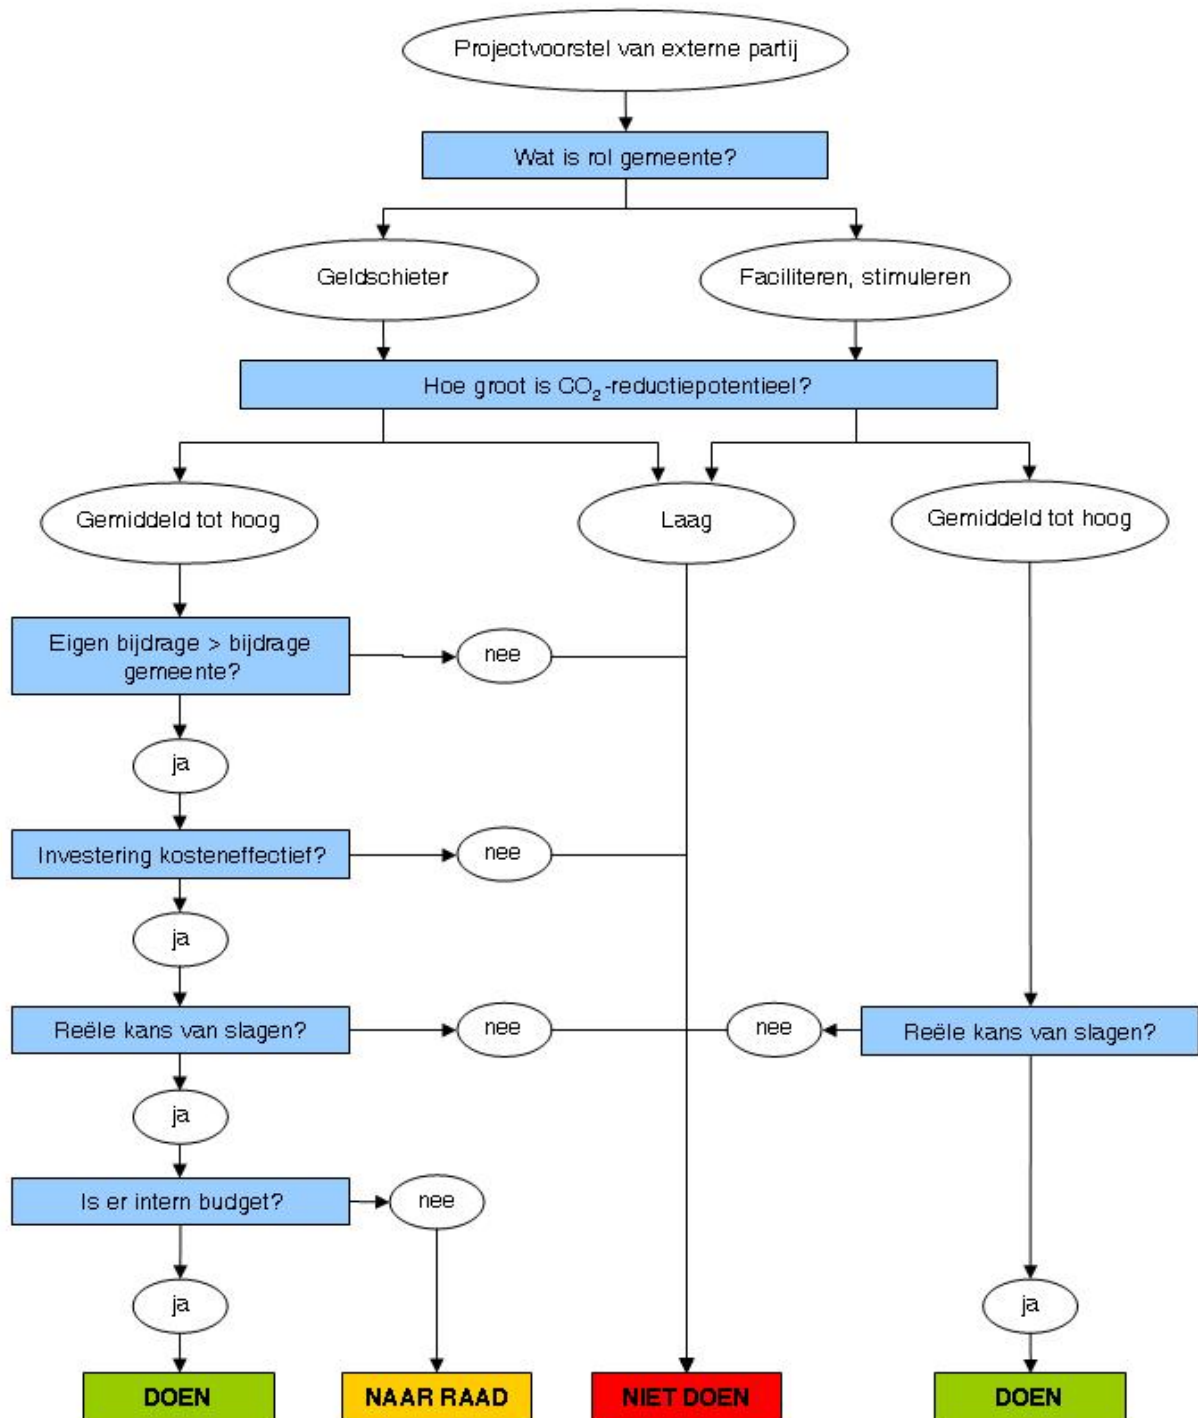 Projectvoorstel van externe partij
Wat is rol gemeente?
Geldschieter
Faciliteren, stimuleren
Hoe groot is CO₂-reductiepotentieel?
Gemiddeld tot hoog
Laag
Gemiddeld tot hoog
Eigen bijdrage > bijdrage
gemeente?
nee
ja
Investering kosteneffectief?
nee
ja
Reële kans van slagen?
nee
nee
Reële kans van slagen?
ja
Is er intern budget?
nee
ja
ja
DOEN
NAAR RAAD
NIET DOEN
DOEN